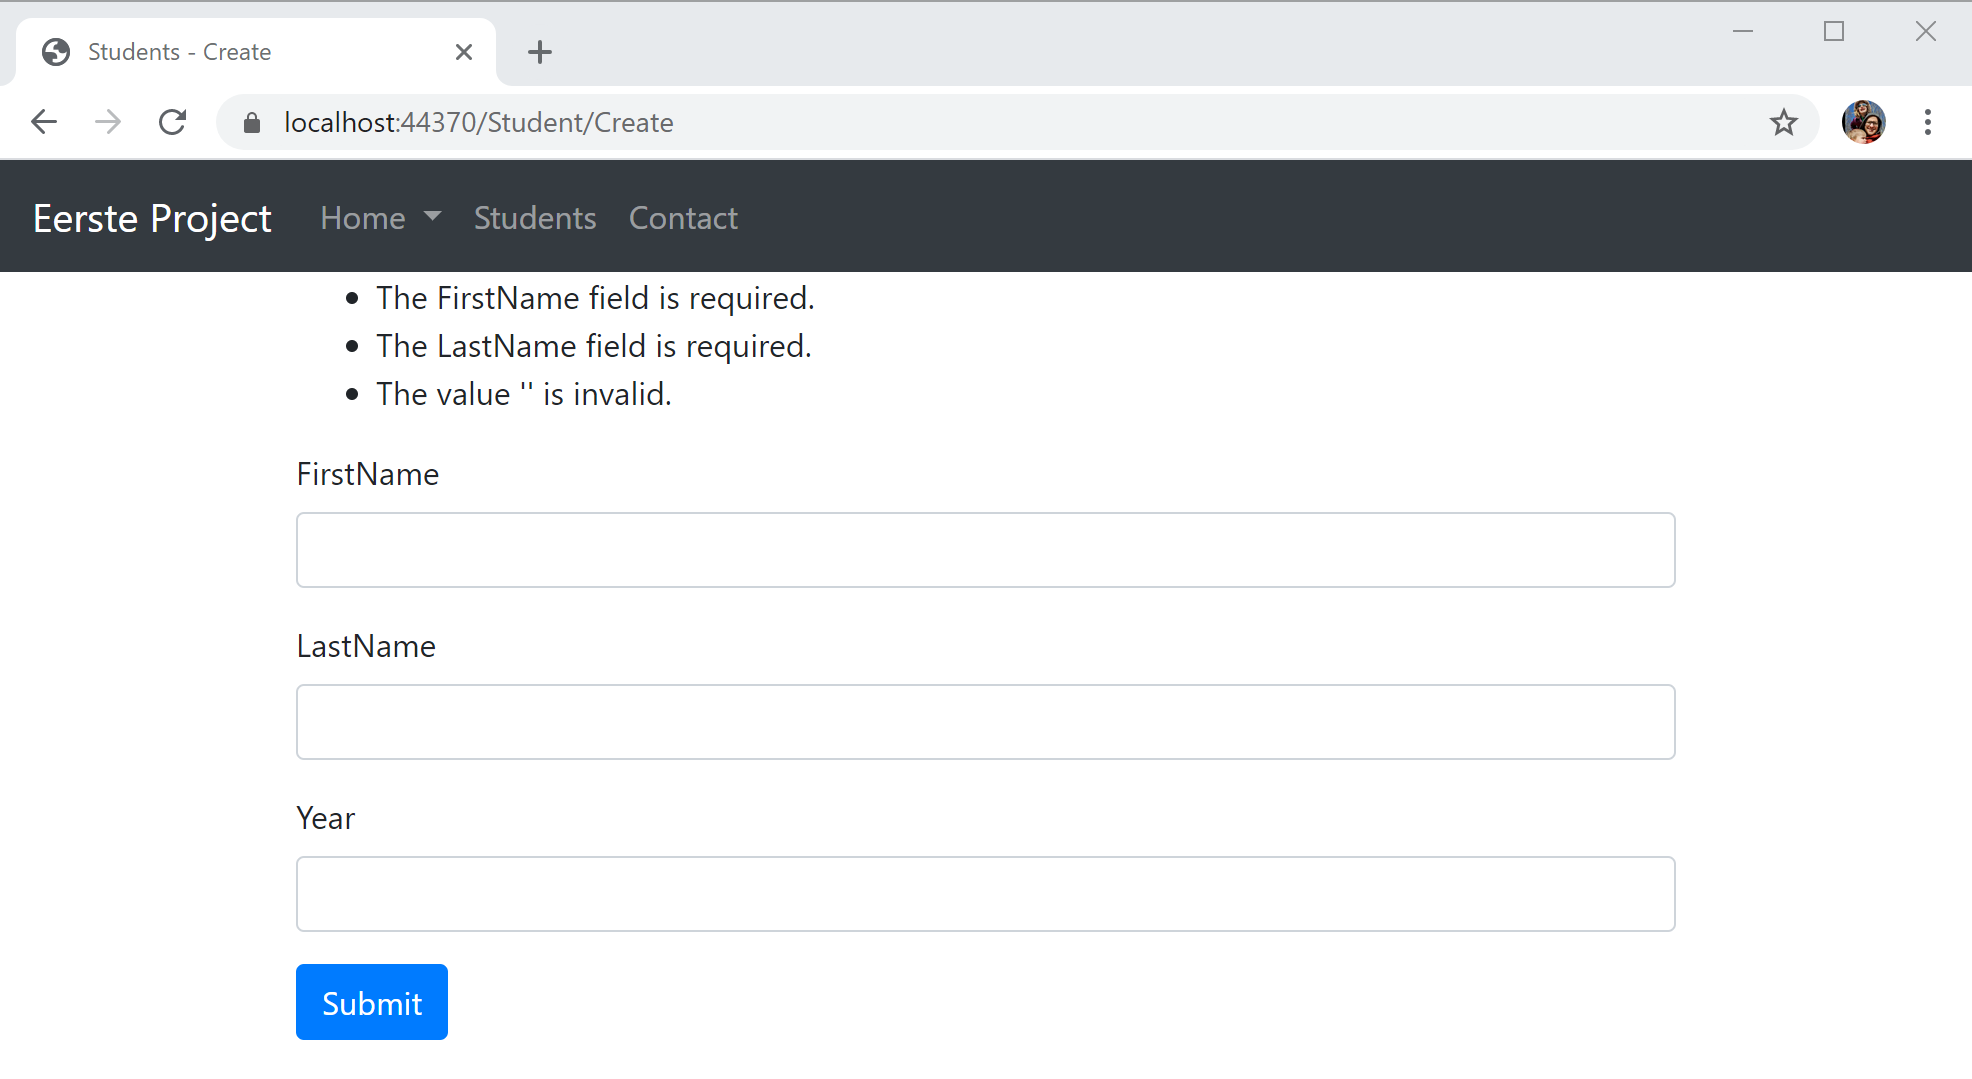 Students - Create
localhost:44370/Student/Create
Eerste Project Home Students Contact
The FirstName field is required.
The LastName field is required.
The value '' is invalid.
FirstName
LastName
Year
Submit